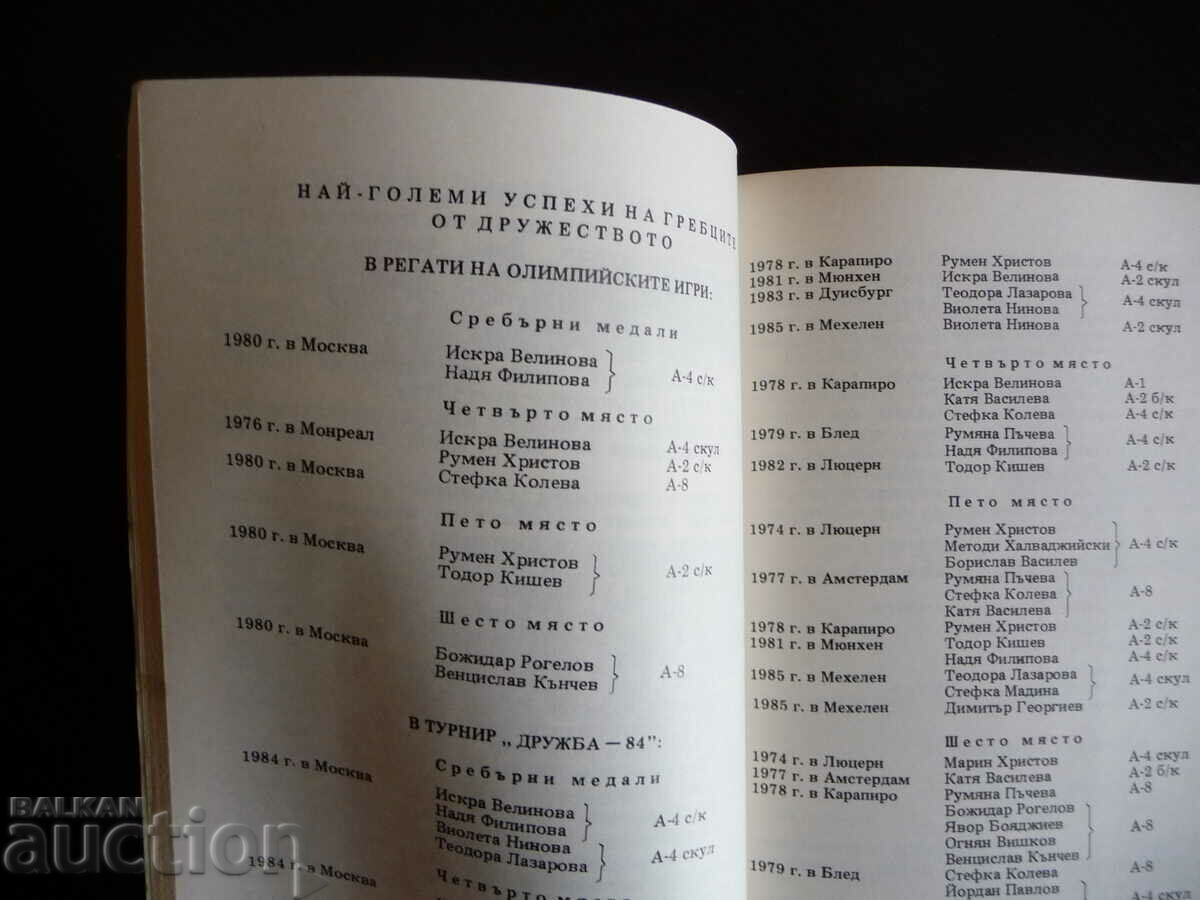 НАЙ-ГОЛЕМИ УСПЕХИ НА ГРЕБЦИТЕ
ОТ ДРУЖЕСТВОТО
В РЕГАТИ НА ОЛИМПИЙСКИТЕ ИГРИ:
Сребърни медали
1980 г. в Москва Искра Велинова
Надя Филипова А-4 с/к
Четвърто място
1976 г. в Монреал Искра Велинова А-4 скул
1980 г. в Москва Румен Христов А-2 с/к
Стефка Колева А-8
Пето място
1980 г. в Москва Румен Христов
Тодор Кишев А-2 с/к
Шесто място
1980 г. в Москва Божидар Рогелов
Венцислав Кънчев А-8
В ТУРНИР „ДРУЖБА — 84":
Сребърни медали
1984 г. в Москва Искра Велинова
Надя Филипова А-4 с/к
Виолета Нинова
Теодора Лазарова А-4 скул
1984 г. в Москва
Четвърто място
1978 г. в Карапиро Румен Христов А-4 с/к
1981 г. в Мюнхен Искра Велинова А-2 скул
1983 г. в Дуисбург Теодора Лазарова А-4 скул
Виолета Нинова
1985 г. в Мехелен Виолета Нинова А-2 скул
Четвърто място
1978 г. в Карапиро Искра Велинова А-1
Катя Василева А-2 б/к
Стефка Колева А-4 с/к
1979 г. в Блед Румяна Пъчева А-4 с/к
Надя Филипова
1982 г. в Люцерн Тодор Кишев А-2 с/к
Пето място
1974 г. в Люцерн Румен Христов
Методи Халваджийски А-4 с/к
Борислав Василев
1977 г. в Амстердам Румяна Пъчева
Стефка Колева А-8
Катя Василева
1978 г. в Карапиро Румен Христов А-2 с/к
1981 г. в Мюнхен Тодор Кишев А-2 с/к
Надя Филипова А-4 с/к
1985 г. в Мехелен Теодора Лазарова А-4 скул
Стефка Мадина
1985 г. в Мехелен Димитър Георгиев А-2 с/к
Шесто място
1974 г. в Люцерн Марин Христов А-4 скул
1977 г. в Амстердам Катя Василева А-2 б/к
1978 г. в Карапиро Румяна Пъчева А-8
Божидар Рогелов
Явор Бояджиев А-8
Огнян Вишков
Венцислав Кънчев
1979 г. в Блед Стефка Колева А-8
Йордан Павлов А-4 скул
BALKAN
auction